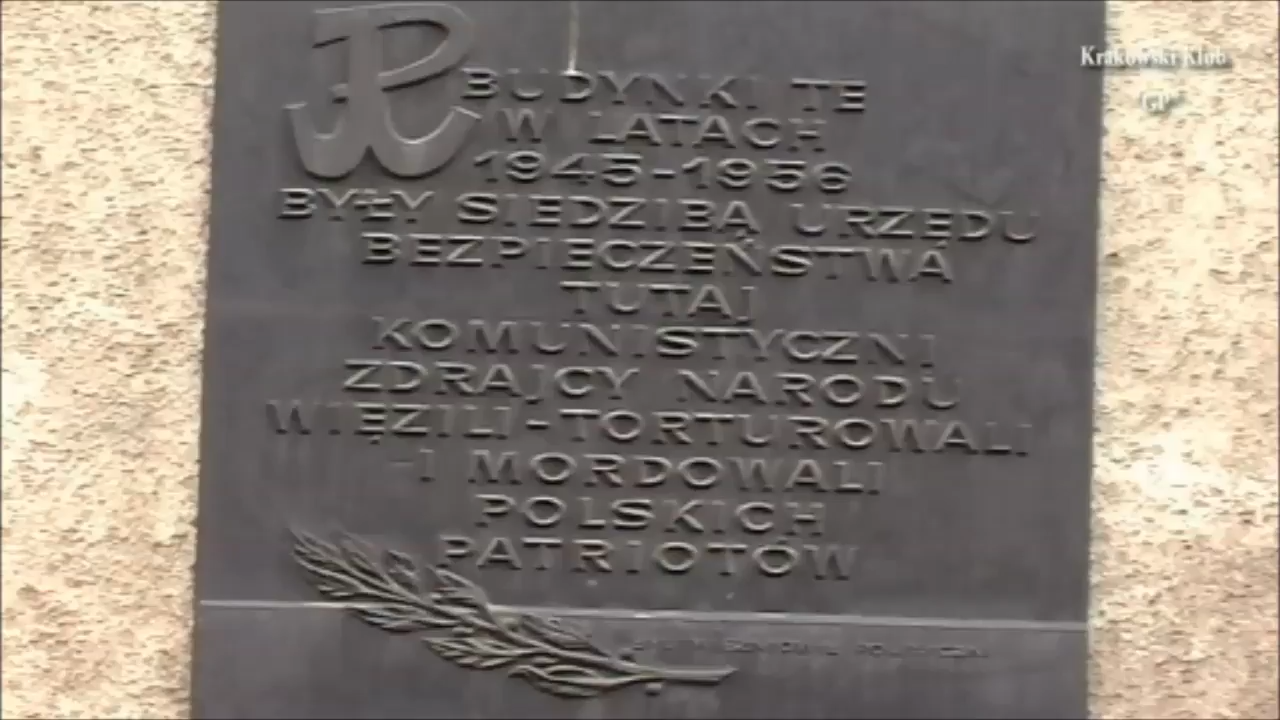 Krakowski Klub
"GP"
BUDYNKI TE
W LATACH
1945-1956
BYŁY SIEDZIBĄ URZĘDU
BEZPIECZEŃSTWA
TUTAJ
KOMUNISTYCZNI
ZDRAJCY NARODU
WIĘZILI-TORTUROWALI
-I MORDOWALI
POLSKICH
PATRIOTÓW